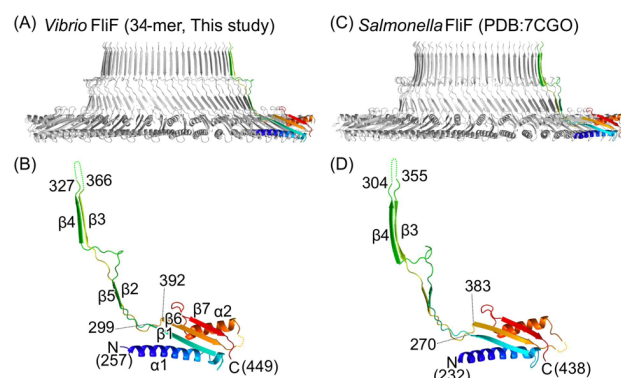 (A) Vibrio FliF (34-mer, This study)
(B)
327 366
β4 β3
β5 β2
392
299
β6 β7 α2
β1
N
(257) α1
C(449)
(C) Salmonella FliF (PDB:7CGO)
(D)
304 355
β4 β3
383
270
N
(232)
C(438)